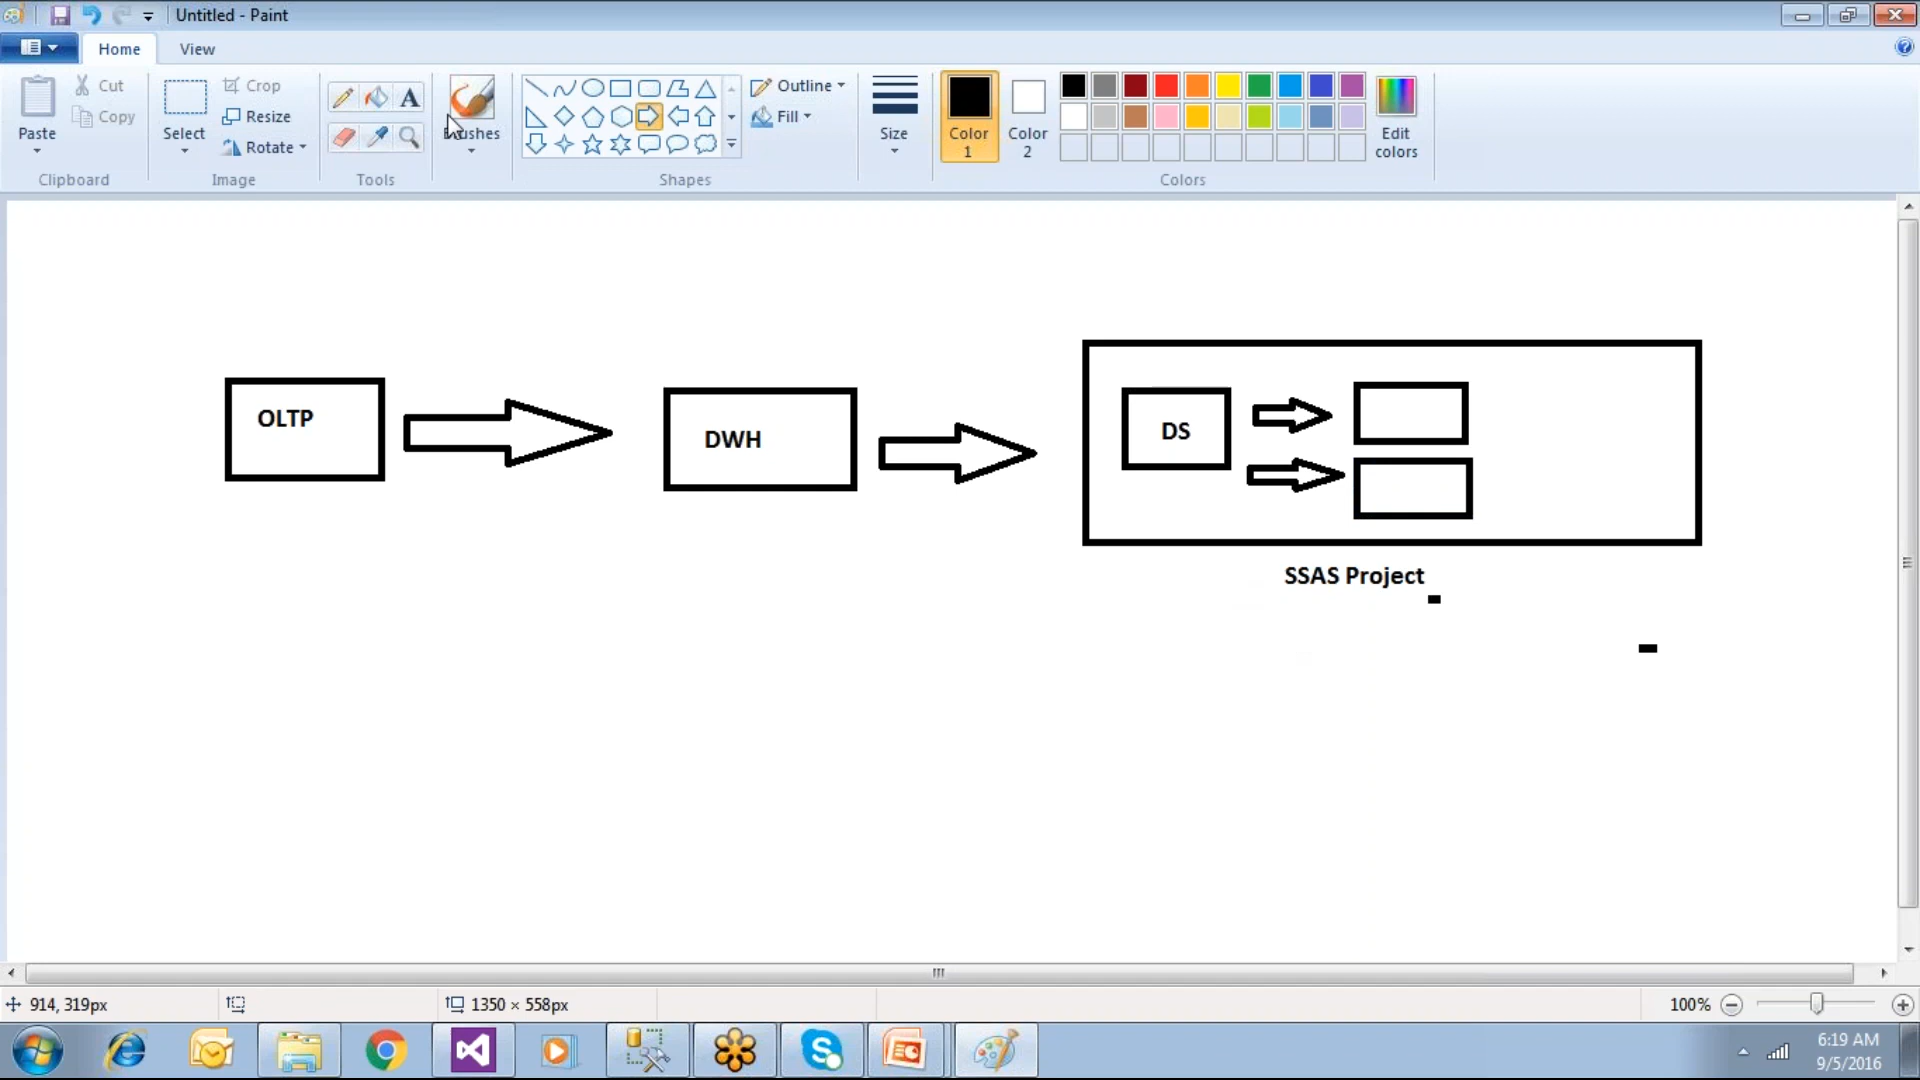 Untitled - Paint
Home View
Paste
Cut
Copy
Clipboard
Select
Crop
Resize
Rotate
Image
A
Tools
Brushes
Outline
Fill
Shapes
Size
Color 1
Color 2
Edit colors
Colors
OLTP
DWH
DS
SSAS Project
914, 319px
1350 × 558px
100%
6:19 AM
9/5/2016